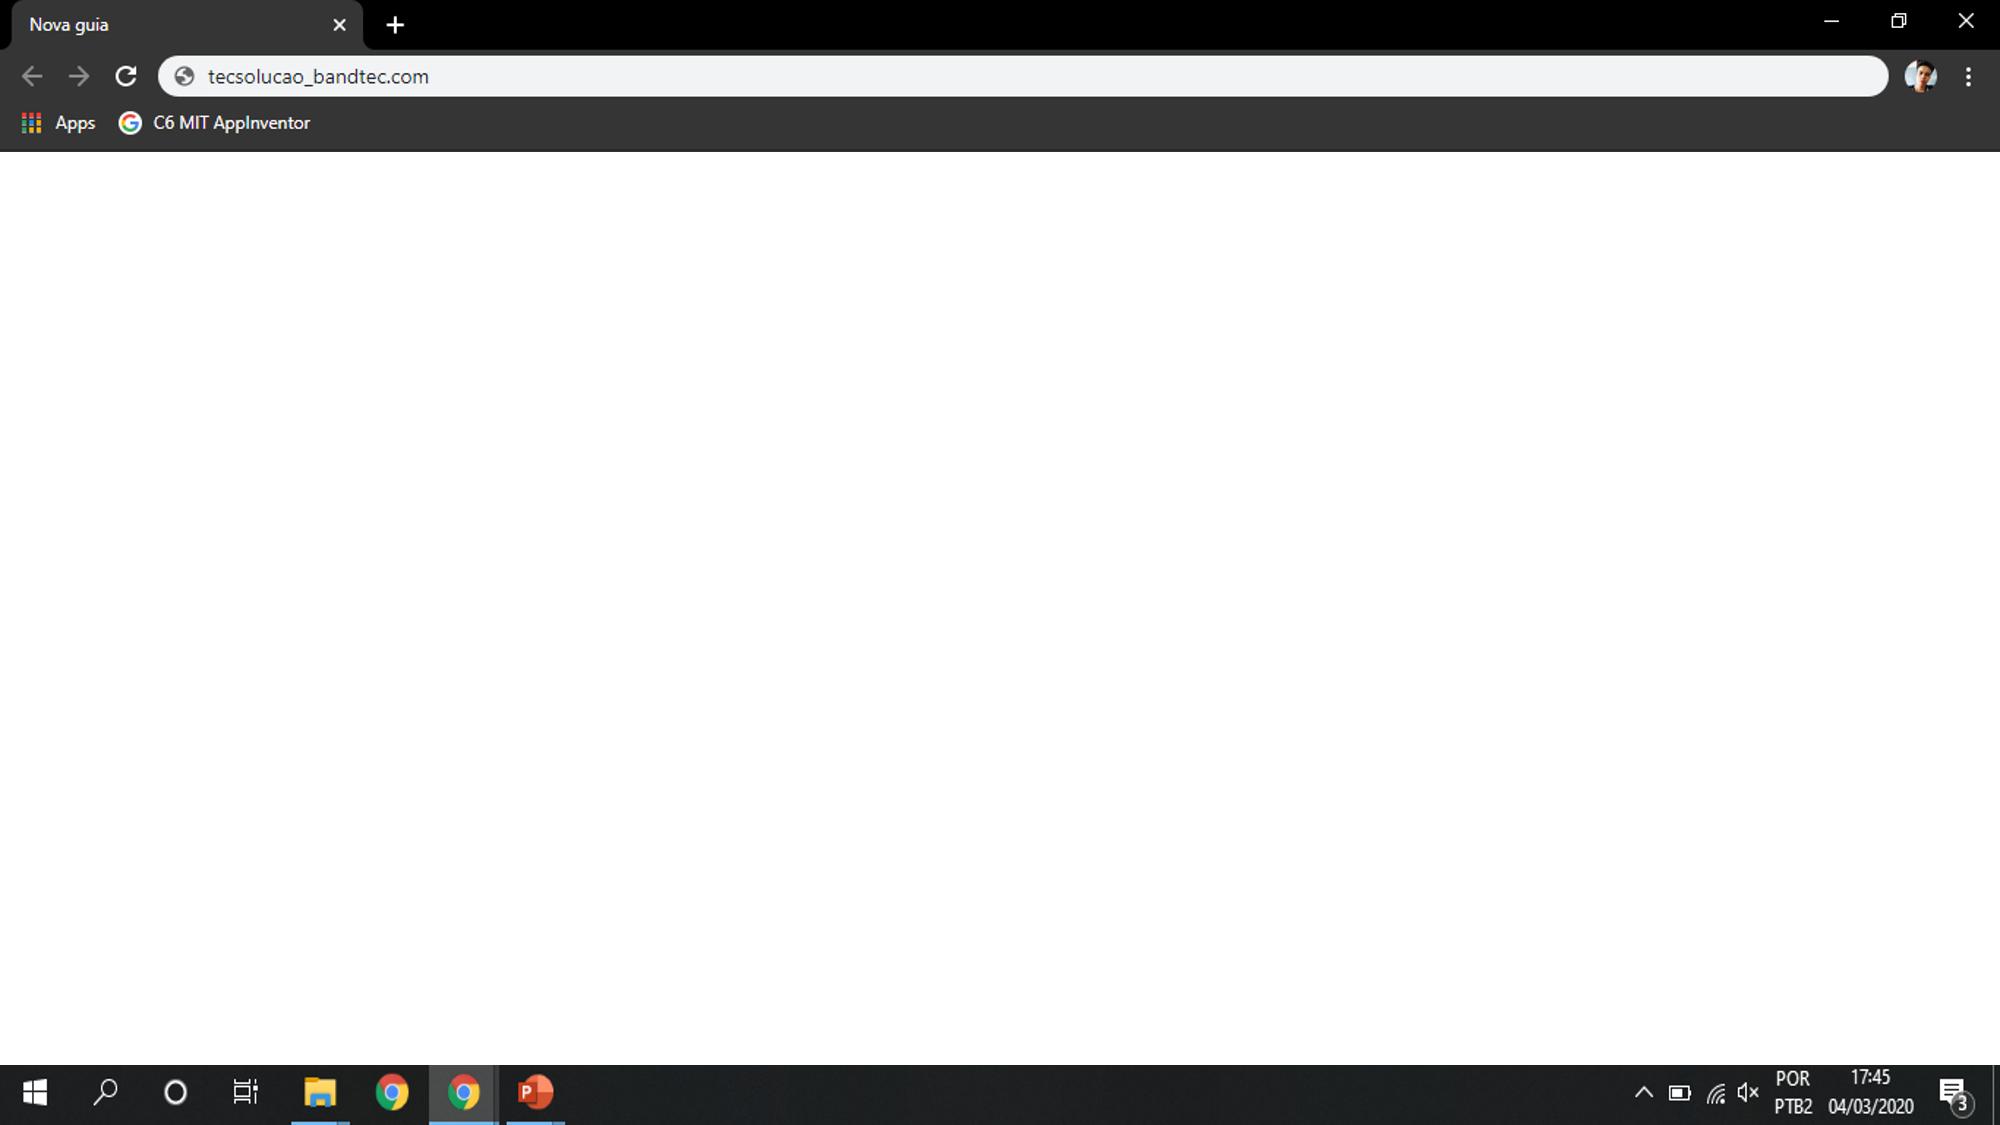 Nova guia
tecsolucao_bandtec.com
Apps
C6 MIT AppInventor
P
POR
17:45
PTB2
04/03/2020
3